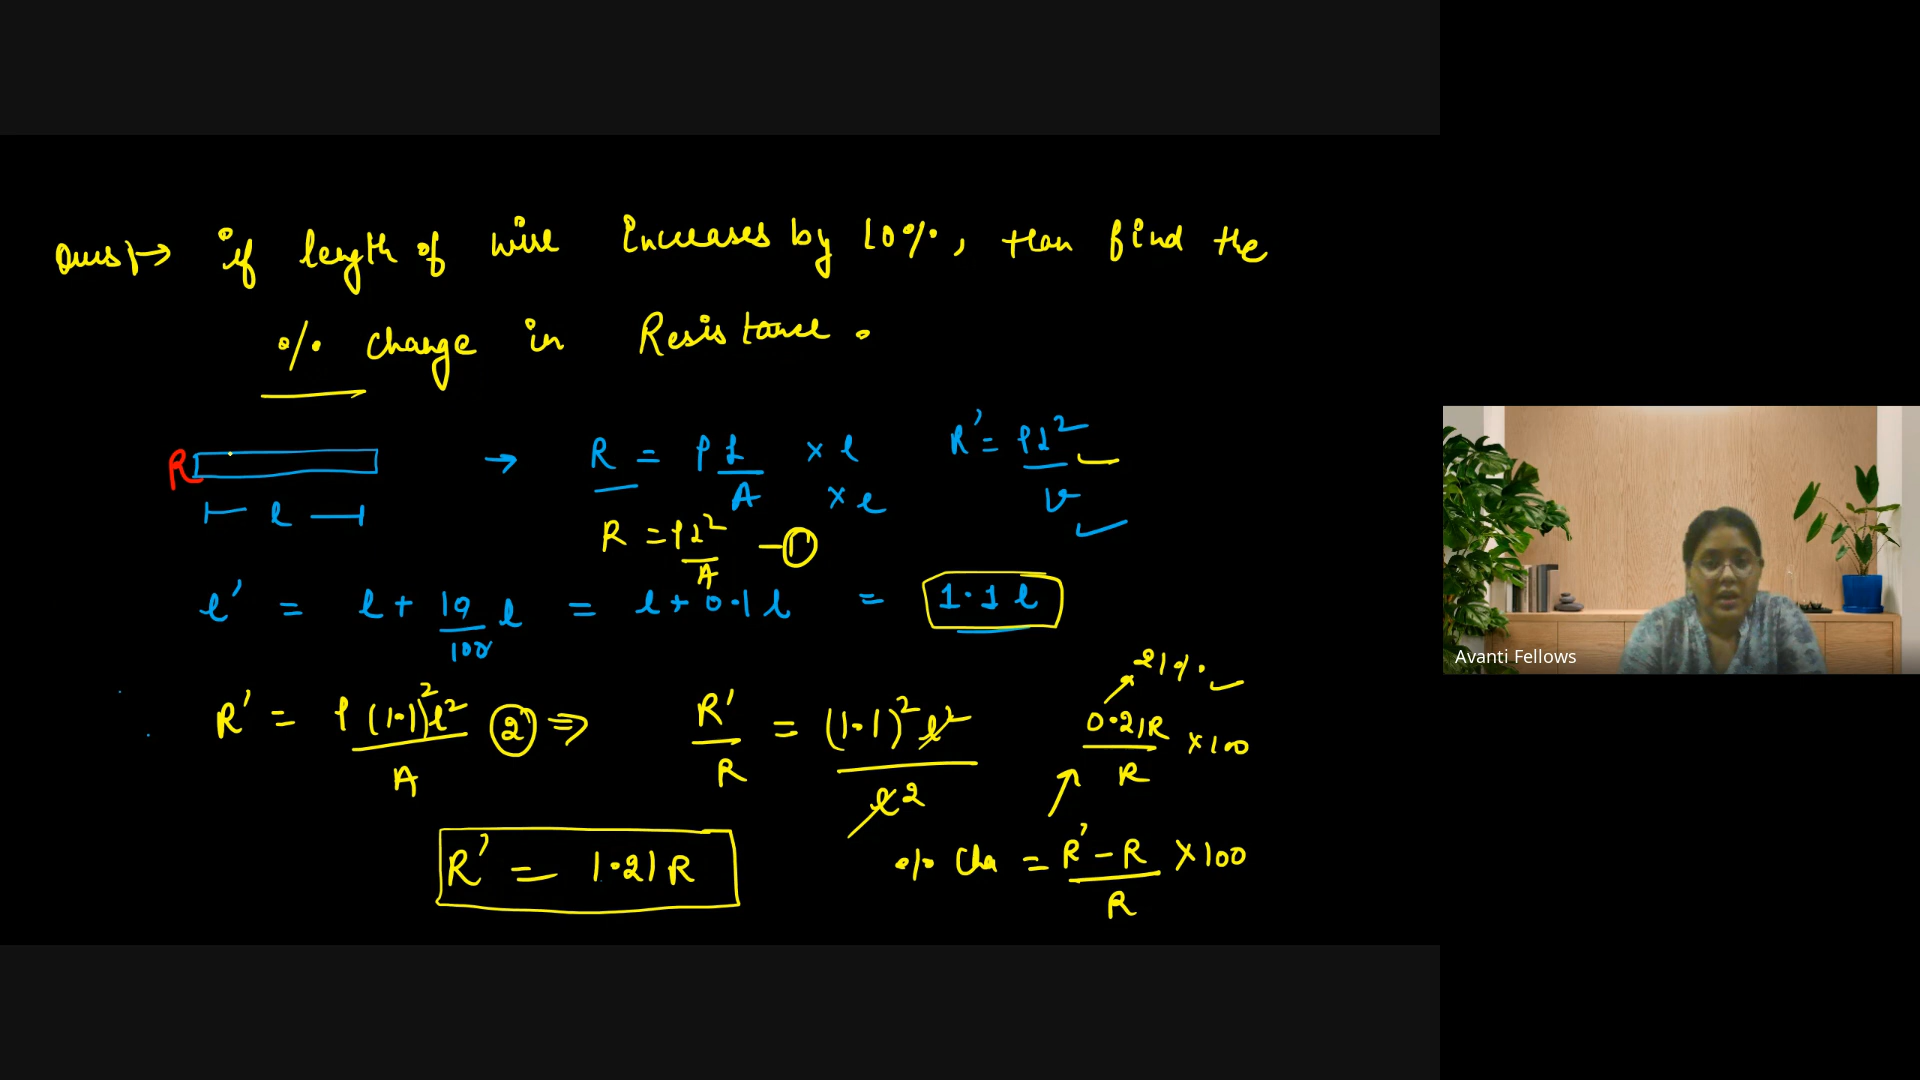 Ques)→ if length of wire Increases by 10%, then find the
% change in Resistance.
R
l
→ R = ρl/A × l / × l
R' = ρl²/V
R = ρl²/A —①
l' = l + 10/100 l = l + 0.1 l = 1.1 l
R' = ρ(1.1)²l²/A ② ⇒ R'/R = (1.1)² l²/l²
21%
0.21R/R × 100
R' = 1.21R
% Cha = R' - R/R × 100
Avanti Fellows